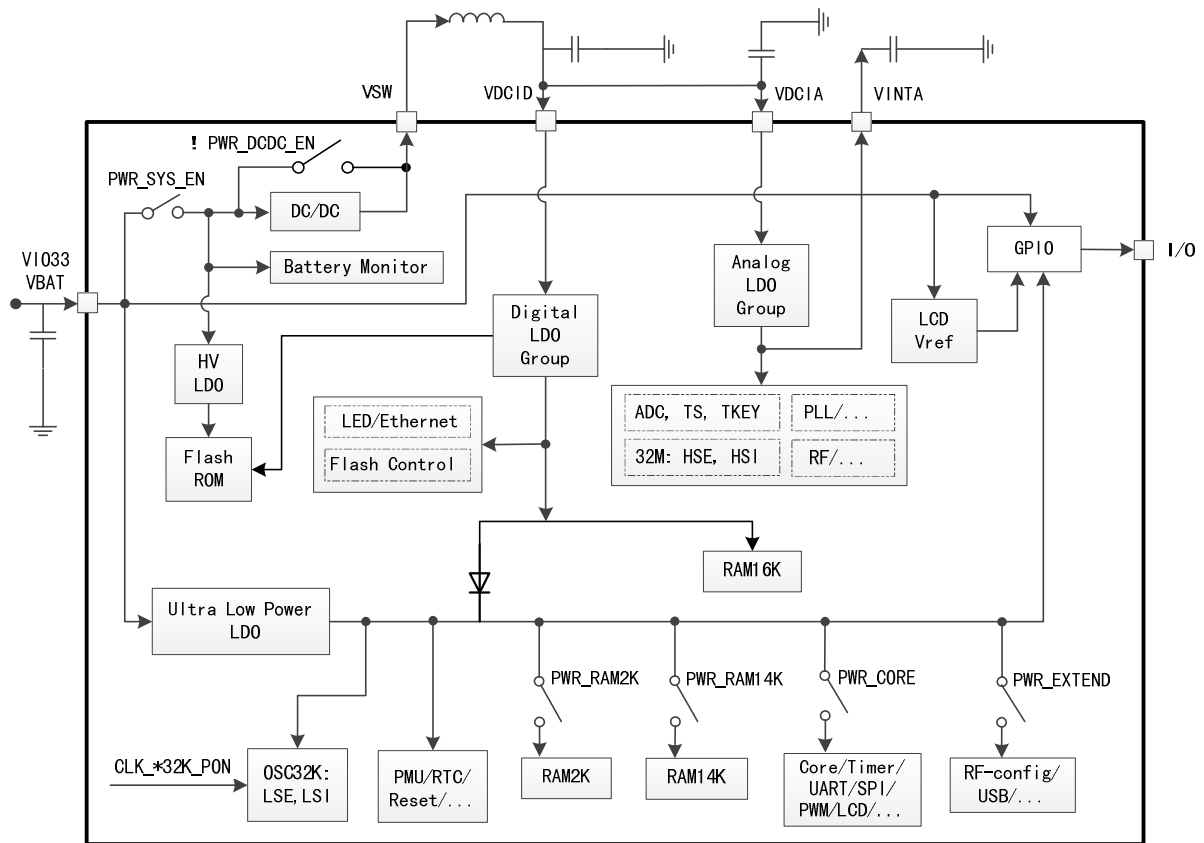 VSW
VDCID
VDCIA
VINTA
! PWR_DCDC_EN
PWR_SYS_EN
DC/DC
Battery Monitor
VIO33
VBAT
HV
LDO
Flash
ROM
Digital
LDO
Group
Analog
LDO
Group
GPIO
I/O
LCD
Vref
LED/Ethernet
Flash Control
ADC, TS, TKEY
PLL/...
32M: HSE, HSI
RF/...
RAM16K
Ultra Low Power
LDO
PWR_RAM2K
PWR_RAM14K
PWR_CORE
PWR_EXTEND
CLK_*32K_PON
OSC32K:
LSE, LSI
PMU/RTC/
Reset/...
RAM2K
RAM14K
Core/Timer/
UART/SPI/
PWM/LCD/...
RF-config/
USB/...